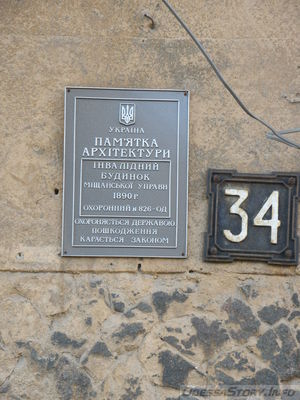 УКРАЇНА
ПАМ'ЯТКА
АРХІТЕКТУРИ
ІНВАЛІДНИЙ
БУДИНОК
МИЩАНСЬКОЇ УПРАВИ
1890 Р.
ОХОРОННИЙ № 826-ОД
ОХОРОНЯЄТЬСЯ ДЕРЖАВОЮ
ПОШКОДЖЕННЯ
КАРАЄТЬСЯ ЗАКОНОМ
34
OdessaStory.Info